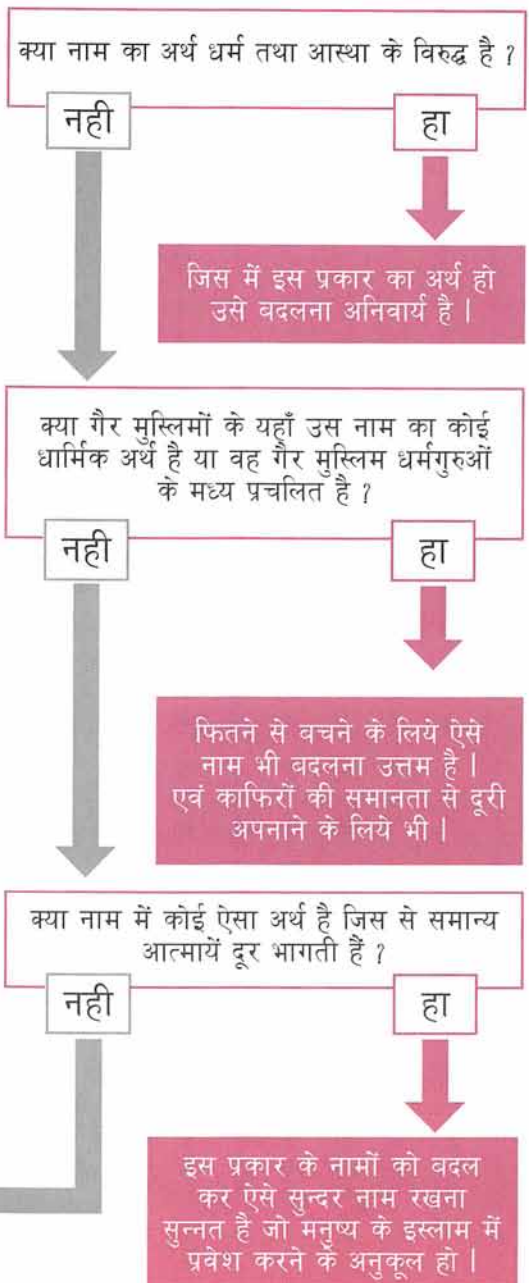 क्या नाम का अर्थ धर्म तथा आस्था के विरुद्ध है ?
नही
हा
जिस में इस प्रकार का अर्थ हो
उसे बदलना अनिवार्य है |
क्या गैर मुस्लिमों के यहाँ उस नाम का कोई
धार्मिक अर्थ है या वह गैर मुस्लिम धर्मगुरुओं
के मध्य प्रचलित है ?
नही
हा
फितने से बचने के लिये ऐसे
नाम भी बदलना उत्तम है |
एवं काफिरों की समानता से दूरी
अपनाने के लिये भी |
क्या नाम में कोई ऐसा अर्थ है जिस से समान्य
आत्मायें दूर भागती हैं ?
नही
हा
इस प्रकार के नामों को बदल
कर ऐसे सुन्दर नाम रखना
सुन्नत है जो मनुष्य के इस्लाम में
प्रवेश करने के अनुकूल हो |